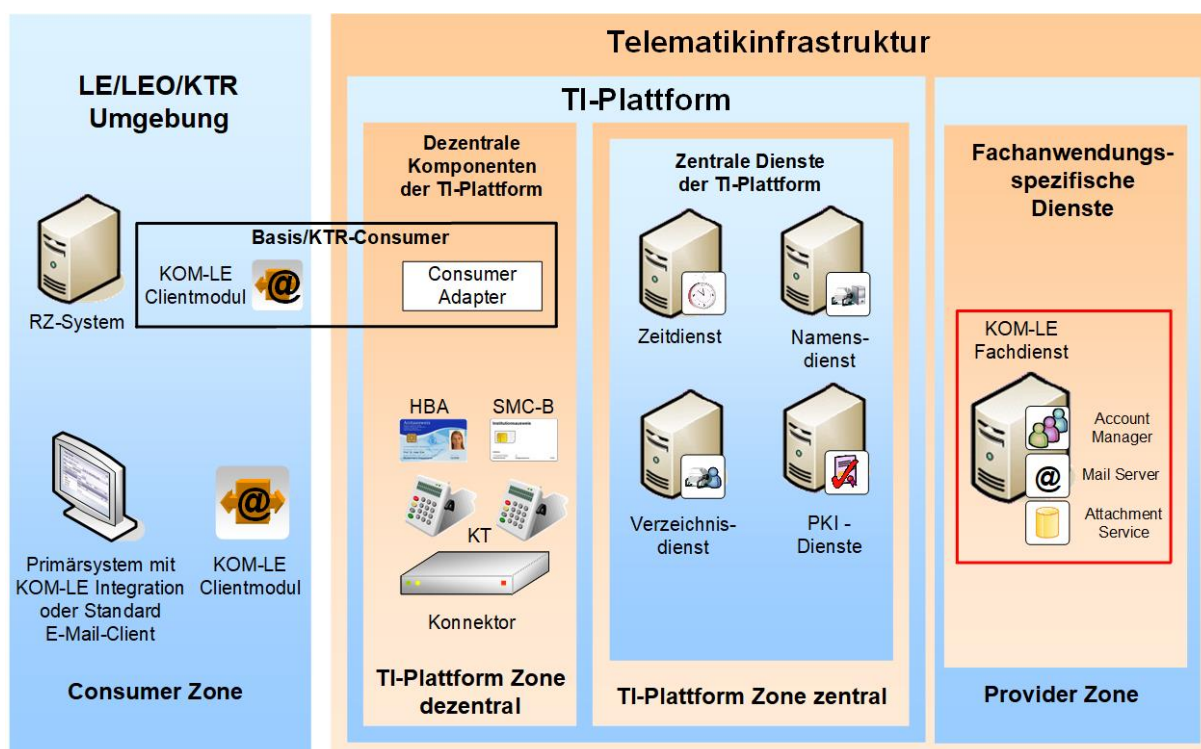 Telematikinfrastruktur
LE/LEO/KTR
Umgebung
TI-Plattform
Dezentrale
Komponenten
der TI-Plattform
Zentrale Dienste
der TI-Plattform
Fachanwendungs-
spezifische
Dienste
Basis/KTR-Consumer
KOM-LE
Clientmodul
@
Consumer
Adapter
RZ-System
Zeitdienst
Namens-
dienst
KOM-LE
Fachdienst
Account
Manager
@
Mail Server
Attachment
Service
HBA
SMC-B
KT
Konnektor
Verzeichnis-
dienst
PKI -
Dienste
@
Primärsystem mit
KOM-LE Integration
oder Standard
E-Mail-Client
KOM-LE
Clientmodul
Consumer Zone
TI-Plattform Zone
dezentral
TI-Plattform Zone zentral
Provider Zone